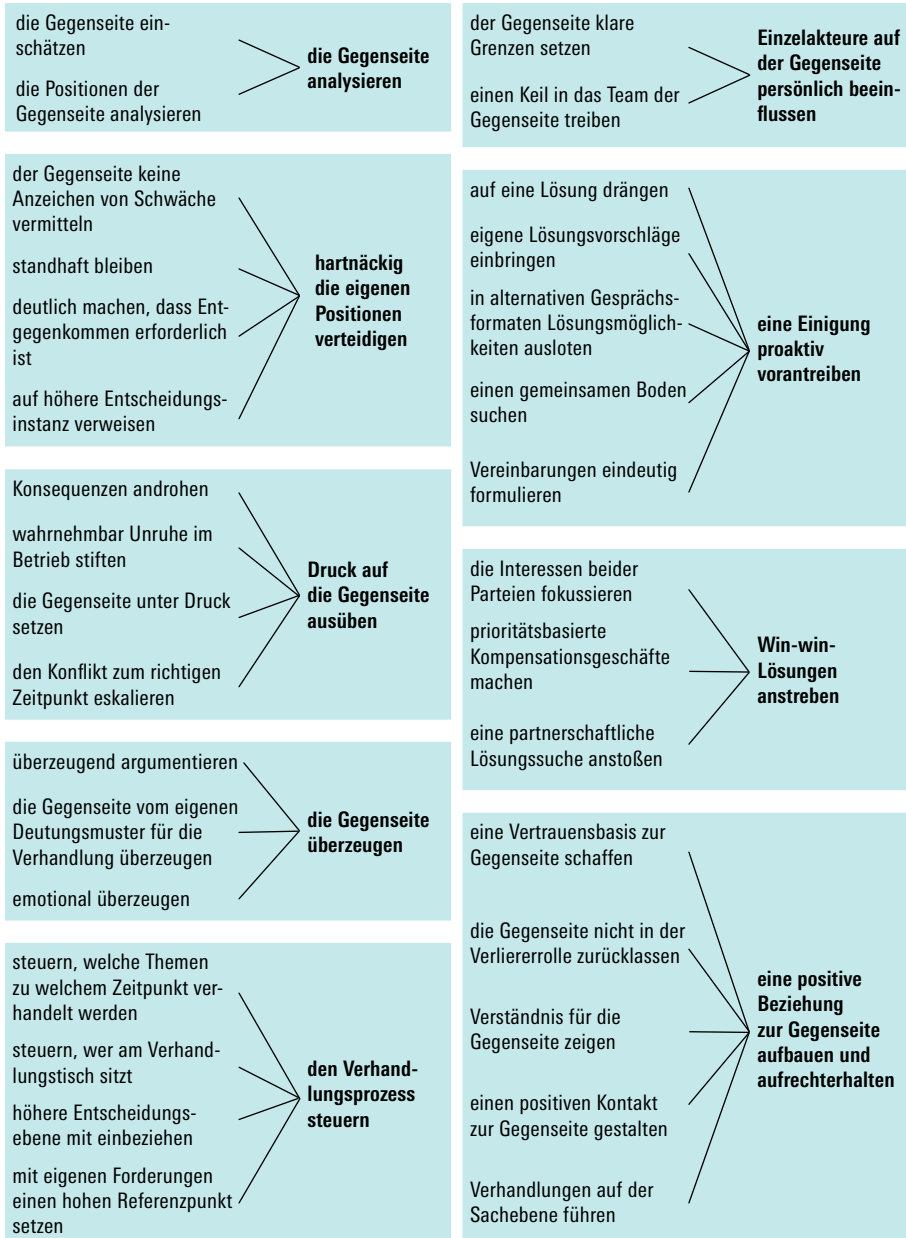 die Gegenseite ein-
schätzen
die Positionen der
Gegenseite analysieren
die Gegenseite
analysieren
der Gegenseite keine
Anzeichen von Schwäche
vermitteln
standhaft bleiben
deutlich machen, dass Ent-
gegenkommen erforderlich
ist
auf höhere Entscheidungs-
instanz verweisen
hartnäckig
die eigenen
Positionen
verteidigen
Konsequenzen androhen
wahrnehmbar Unruhe im
Betrieb stiften
die Gegenseite unter Druck
setzen
den Konflikt zum richtigen
Zeitpunkt eskalieren
Druck auf
die Gegenseite
ausüben
überzeugend argumentieren
die Gegenseite vom eigenen
Deutungsmuster für die
Verhandlung überzeugen
emotional überzeugen
die Gegenseite
überzeugen
steuern, welche Themen
zu welchem Zeitpunkt ver-
handelt werden
steuern, wer am Verhand-
lungstisch sitzt
höhere Entscheidungs-
ebene mit einbeziehen
mit eigenen Forderungen
einen hohen Referenzpunkt
setzen
den Verhand-
lungsprozess
steuern
der Gegenseite klare
Grenzen setzen
einen Keil in das Team der
Gegenseite treiben
Einzelakteure auf
der Gegenseite
persönlich beein-
flussen
auf eine Lösung drängen
eigene Lösungsvorschläge
einbringen
in alternativen Gesprächs-
formaten Lösungsmöglich-
keiten ausloten
einen gemeinsamen Boden
suchen
Vereinbarungen eindeutig
formulieren
eine Einigung
proaktiv
vorantreiben
die Interessen beider
Parteien fokussieren
prioritätsbasierte
Kompensationsgeschäfte
machen
eine partnerschaftliche
Lösungssuche anstoßen
Win-win-
Lösungen
anstreben
eine Vertrauensbasis zur
Gegenseite schaffen
die Gegenseite nicht in der
Verliererrolle zurücklassen
Verständnis für die
Gegenseite zeigen
einen positiven Kontakt
zur Gegenseite gestalten
Verhandlungen auf der
Sachebene führen
eine positive
Beziehung
zur Gegenseite
aufbauen und
aufrechterhalten